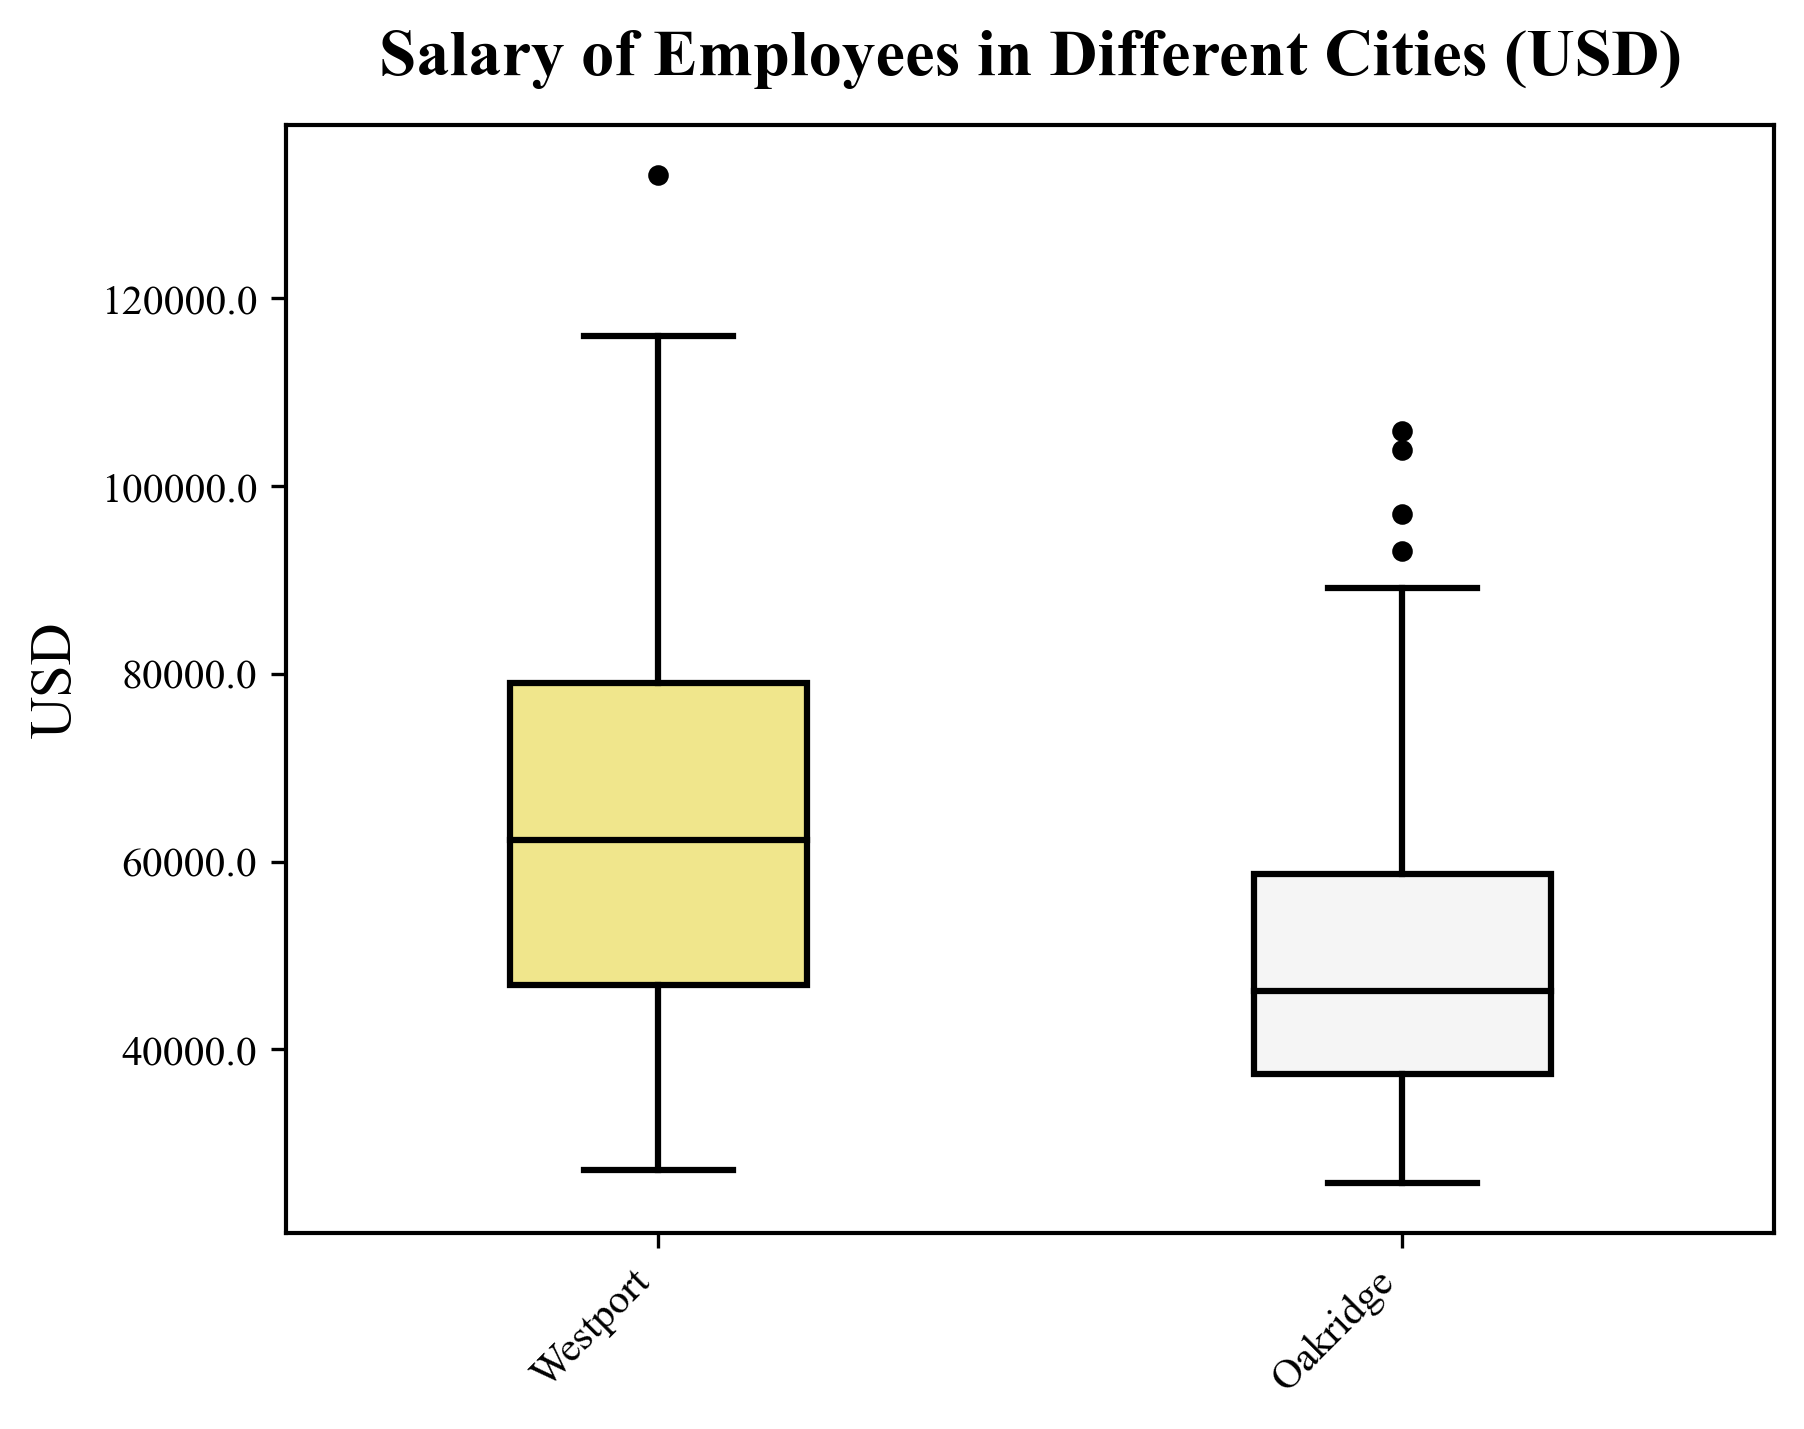 Salary of Employees in Different Cities (USD)
USD
120000.0
100000.0
80000.0
60000.0
40000.0
Westport
Oakridge